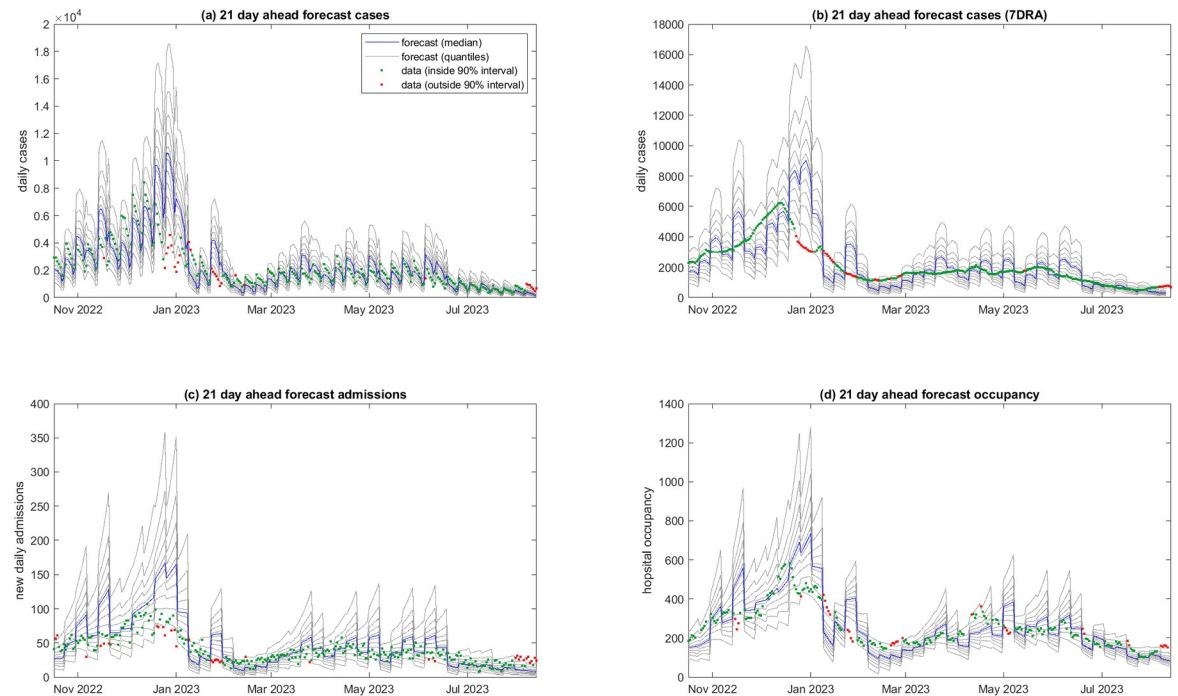 (a) 21 day ahead forecast cases
× 10⁴
2
1.8
1.6
1.4
1.2
1
0.8
0.6
0.4
0.2
0
daily cases
forecast (median)
forecast (quantiles)
data (inside 90% interval)
data (outside 90% interval)
Nov 2022 Jan 2023 Mar 2023 May 2023 Jul 2023
(b) 21 day ahead forecast cases (7DRA)
18000
16000
14000
12000
10000
8000
6000
4000
2000
0
daily cases
Nov 2022 Jan 2023 Mar 2023 May 2023 Jul 2023
(c) 21 day ahead forecast admissions
400
350
300
250
200
150
100
50
0
new daily admissions
Nov 2022 Jan 2023 Mar 2023 May 2023 Jul 2023
(d) 21 day ahead forecast occupancy
1400
1200
1000
800
600
400
200
0
hopsital occupancy
Nov 2022 Jan 2023 Mar 2023 May 2023 Jul 2023